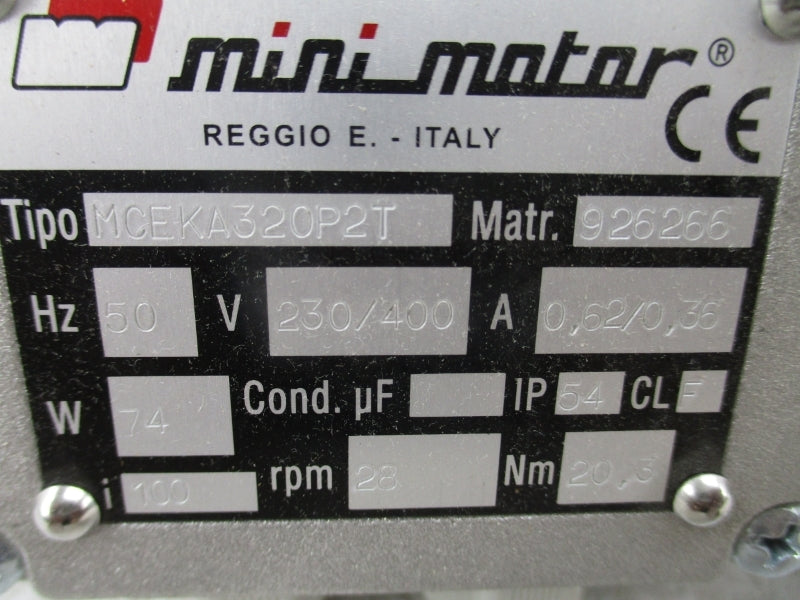 mini motor®
REGGIO E. - ITALY CE
Tipo MCEKA320P2T Matr. 926266
Hz 50 V 230/400 A 0,62/0,36
W 74 Cond. µF IP 54 CL F
i 100 rpm 28 Nm 20,3